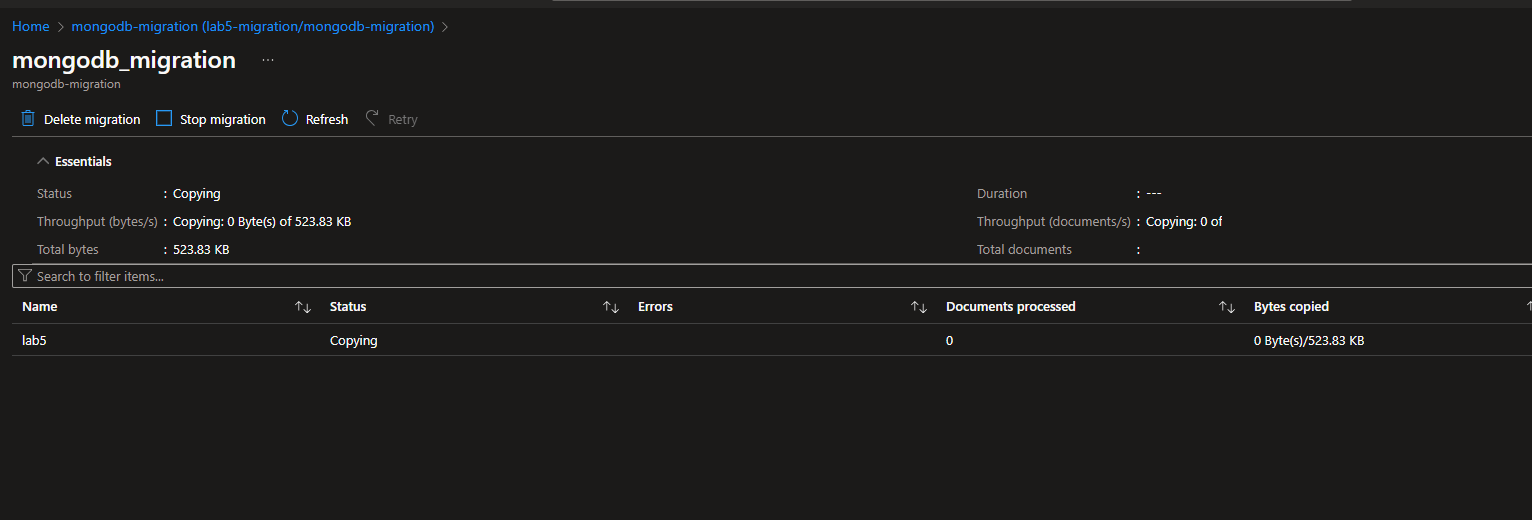 Home > mongodb-migration (lab5-migration/mongodb-migration) >
mongodb_migration ...
mongodb-migration
Delete migration Stop migration Refresh Retry
Essentials
Status : Copying Duration : ---
Throughput (bytes/s) : Copying: 0 Byte(s) of 523.83 KB Throughput (documents/s) : Copying: 0 of
Total bytes : 523.83 KB Total documents :
Search to filter items...
Name Status Errors Documents processed Bytes copied
lab5 Copying 0 0 Byte(s)/523.83 KB